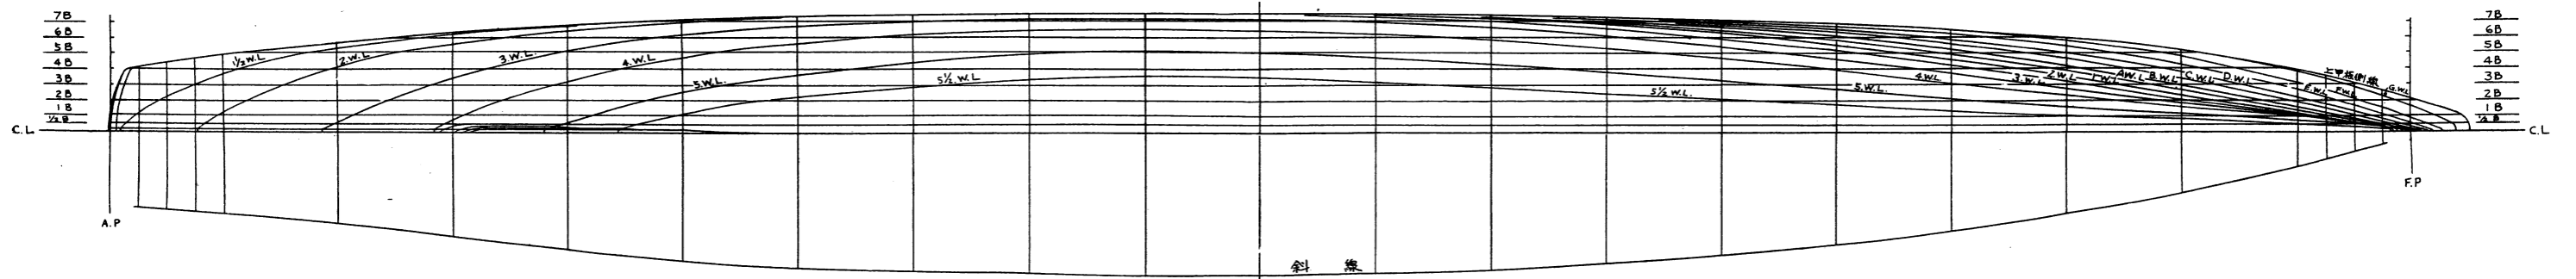 7B
6B
5B
4B
3B
2B
1B
½B
C.L
A.P
1½W.L
2.W.L
3.W.L.
4.W.L
5.W.L.
5½.W.L
5½W.L.
5.W.L.
4.W.L
3.W.L
2.W.L
1.W.L
A.W.L
B.W.L
C.W.L
D.W.L
E.W.L
F.W.L
上甲板側線
G.W.L
7B
6B
5B
4B
3B
2B
1B
½B
C.L
F.P
斜線